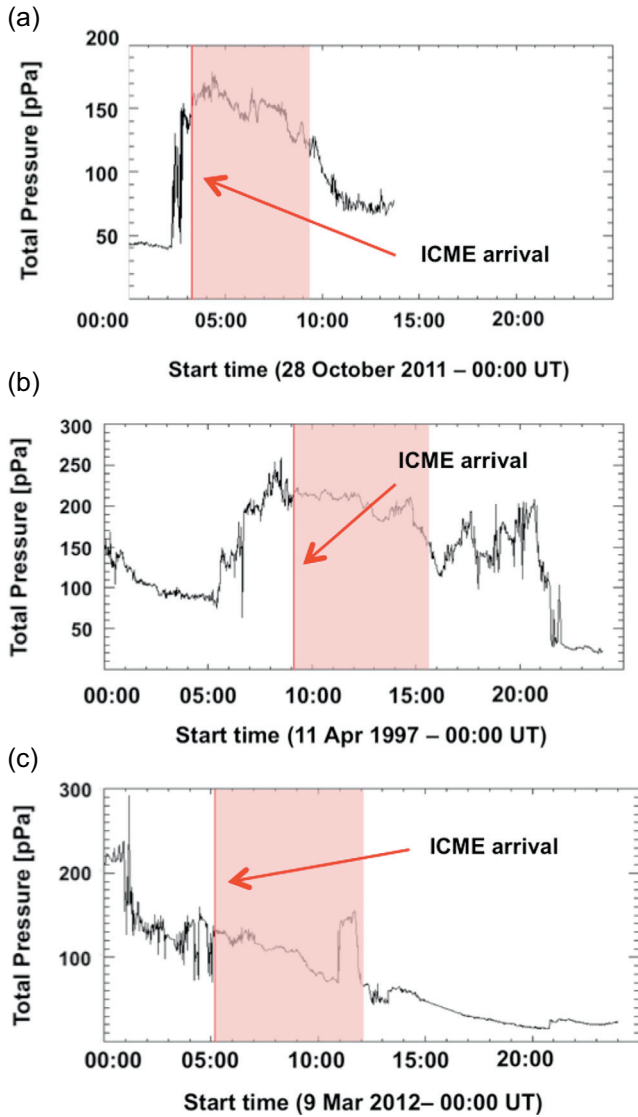 (a)
200
150
100
50
Total Pressure [pPa]
ICME arrival
00:00 05:00 10:00 15:00 20:00
Start time (28 October 2011 – 00:00 UT)
(b)
300
250
200
150
100
50
Total Pressure [pPa]
ICME arrival
00:00 05:00 10:00 15:00 20:00
Start time (11 Apr 1997 – 00:00 UT)
(c)
300
200
100
Total Pressure [pPa]
ICME arrival
00:00 05:00 10:00 15:00 20:00
Start time (9 Mar 2012– 00:00 UT)